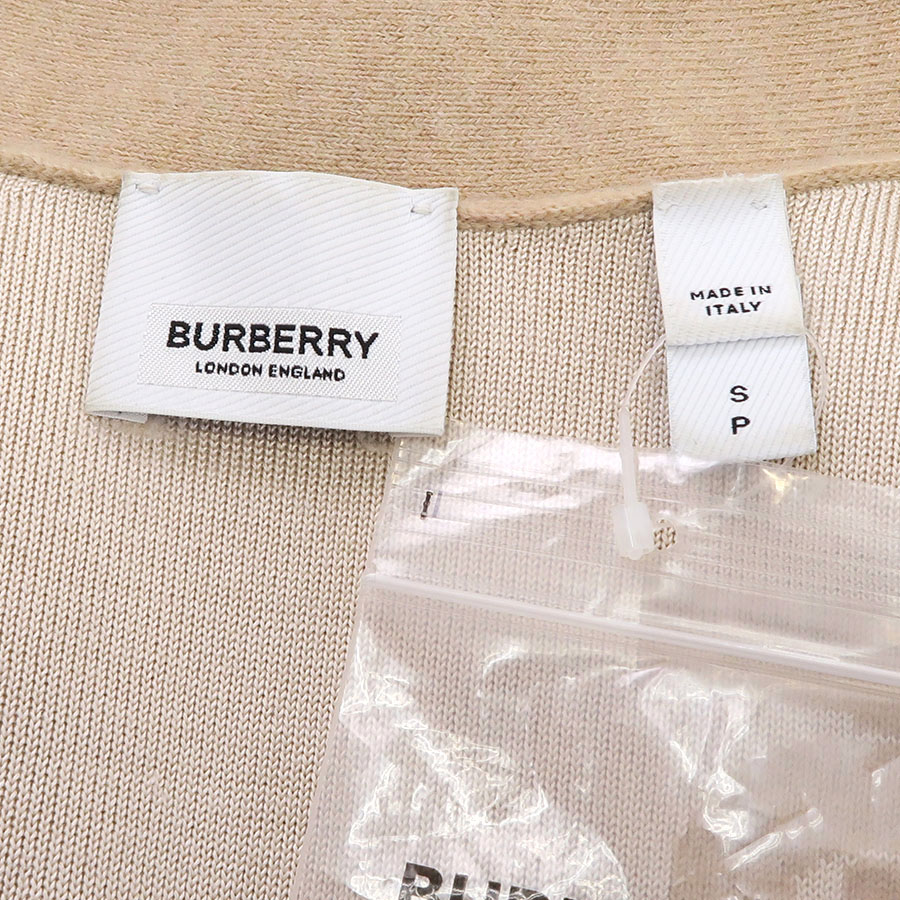 BURBERRY
LONDON ENGLAND
MADE IN
ITALY
S
P